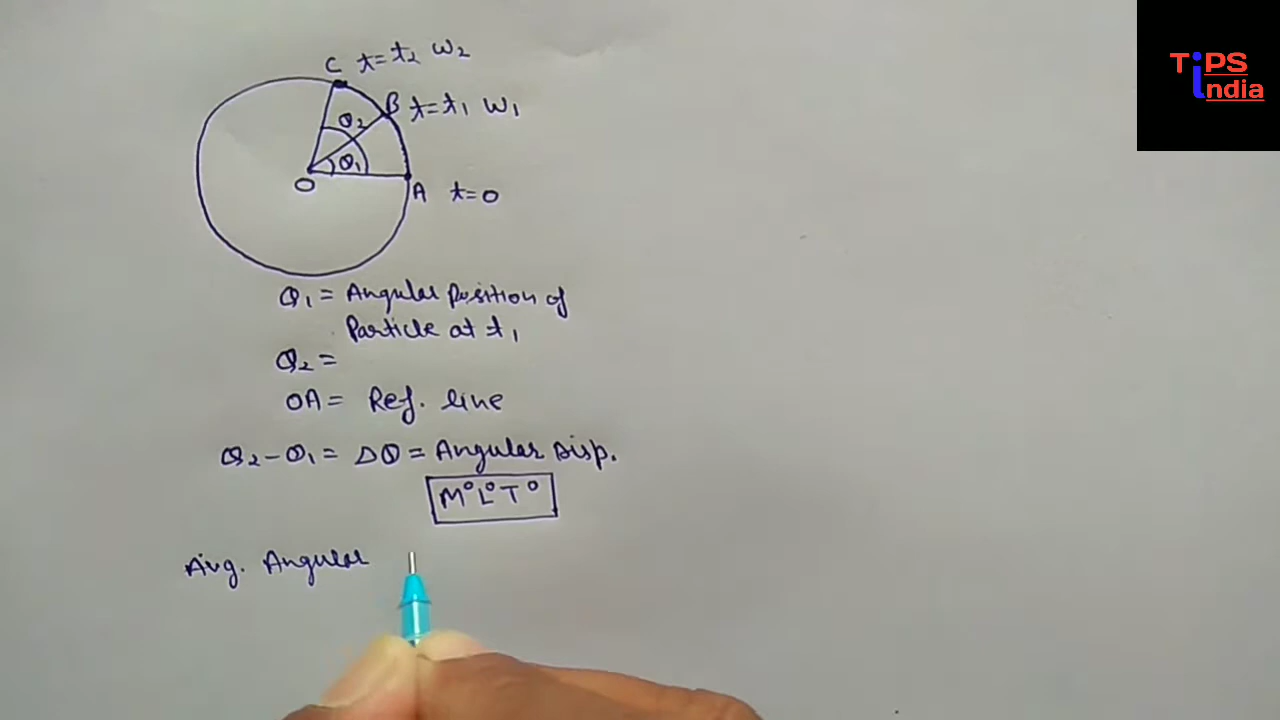 C t=t₂ ω₂
B t=t₁ ω₁
θ₂
θ₁
O
A t=0
θ₁ = Angular Position of
Particle at t₁
θ₂ =
OA = Ref. line
θ₂-θ₁ = Δθ = Angular Disp.
M⁰L⁰T⁰
Avg. Angular
TiPS
india